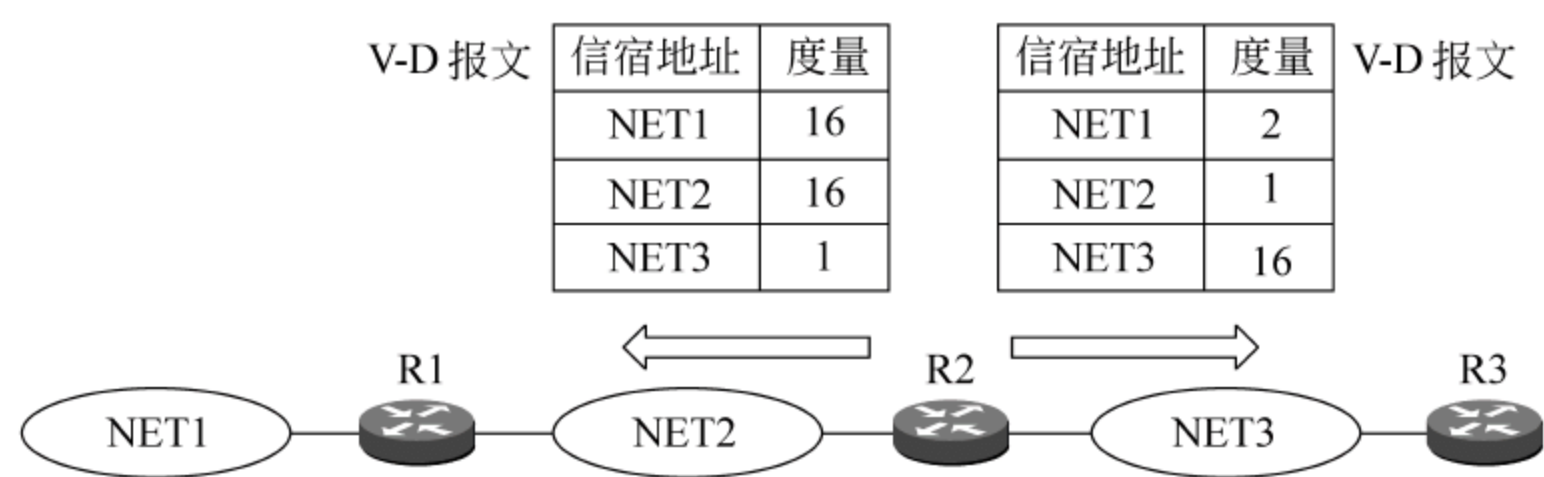 V-D 报文
信宿地址 度量
NET1 16
NET2 16
NET3 1
信宿地址 度量
NET1 2
NET2 1
NET3 16
V-D 报文
R1 R2 R3
NET1 NET2 NET3